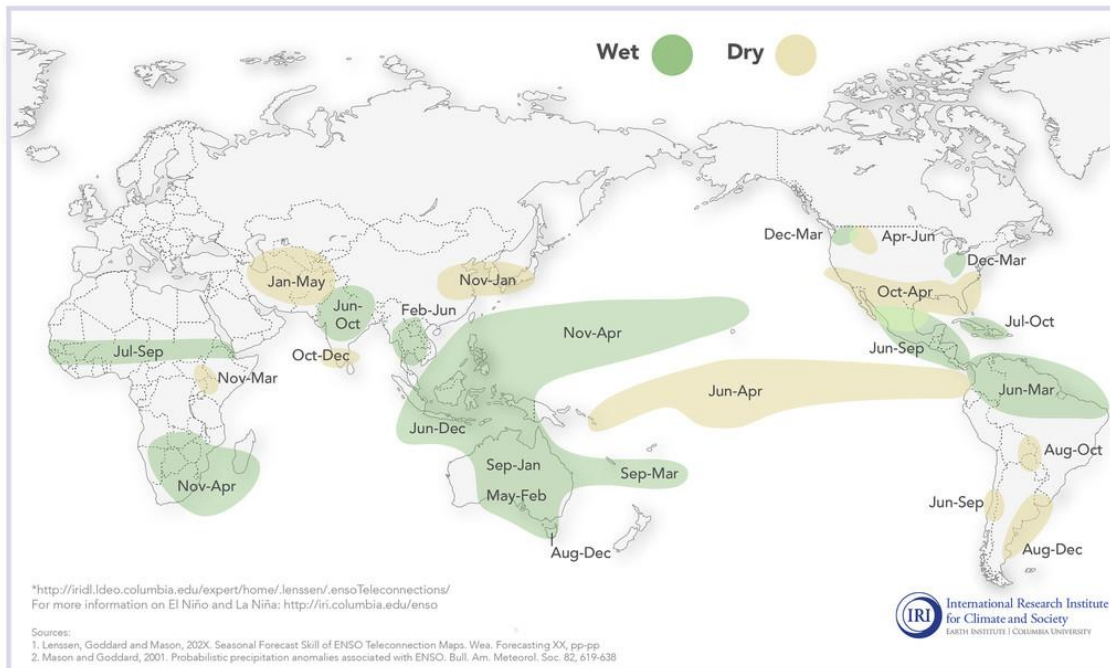 Wet
Dry
Dec-Mar
Apr-Jun
Dec-Mar
Jan-May
Nov-Jan
Oct-Apr
Jun-
Oct
Feb-Jun
Nov-Apr
Jul-Oct
Jul-Sep
Oct-Dec
Jun-Sep
Nov-Mar
Jun-Apr
Jun-Mar
Jun-Dec
Aug-Oct
Sep-Jan
Sep-Mar
Nov-Apr
May-Feb
Jun-Sep
Aug-Dec
Aug-Dec
*http://iridl.ldeo.columbia.edu/expert/home/.lenssen/.ensoTeleconnections/
For more information on El Niño and La Niña: http://iri.columbia.edu/enso
IRI
International Research Institute
for Climate and Society
EARTH INSTITUTE | COLUMBIA UNIVERSITY
Sources:
1. Lenssen, Goddard and Mason, 202X. Seasonal Forecast Skill of ENSO Teleconnection Maps. Wea. Forecasting XX, pp-pp
2. Mason and Goddard, 2001. Probabilistic precipitation anomalies associated with ENSO. Bull. Am. Meteorol. Soc. 82, 619-638